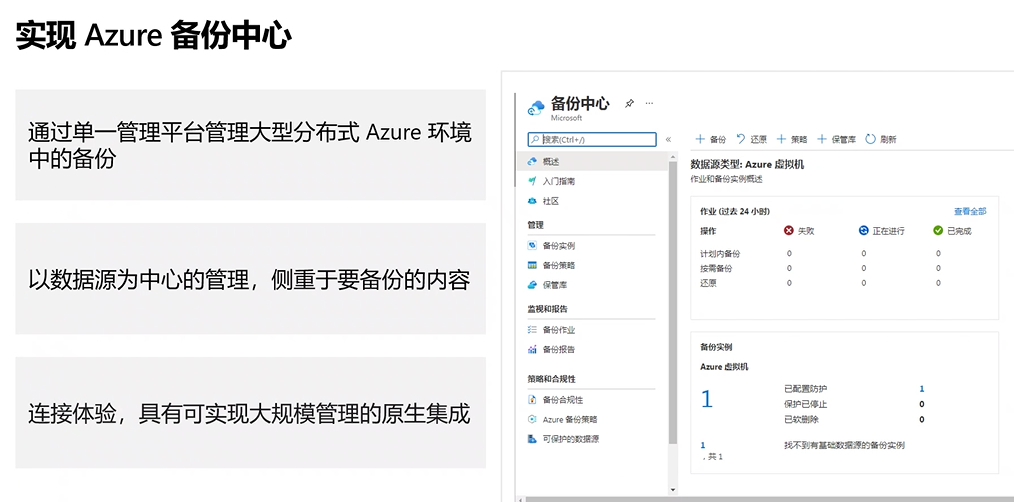 实现 Azure 备份中心
通过单一管理平台管理大型分布式 Azure 环境
中的备份
以数据源为中心的管理，侧重于要备份的内容
连接体验，具有可实现大规模管理的原生集成
备份中心
Microsoft
搜索(Ctrl+/)
概述
入门指南
社区
管理
备份实例
备份策略
保管库
监视和报告
备份作业
备份报告
策略和合规性
备份合规性
Azure 备份策略
可保护的数据源
备份 还原 策略 保管库 刷新
数据源类型: Azure 虚拟机
作业和备份实例概述
作业 (过去 24 小时) 查看全部
操作 失败 正在进行 已完成
计划内备份 0 0 0
按需备份 0 0 0
还原 0 0 0
备份实例
Azure 虚拟机
1
已配置防护 1
保护已停止 0
已软删除 0
1
，共 1
找不到有基础数据源的备份实例